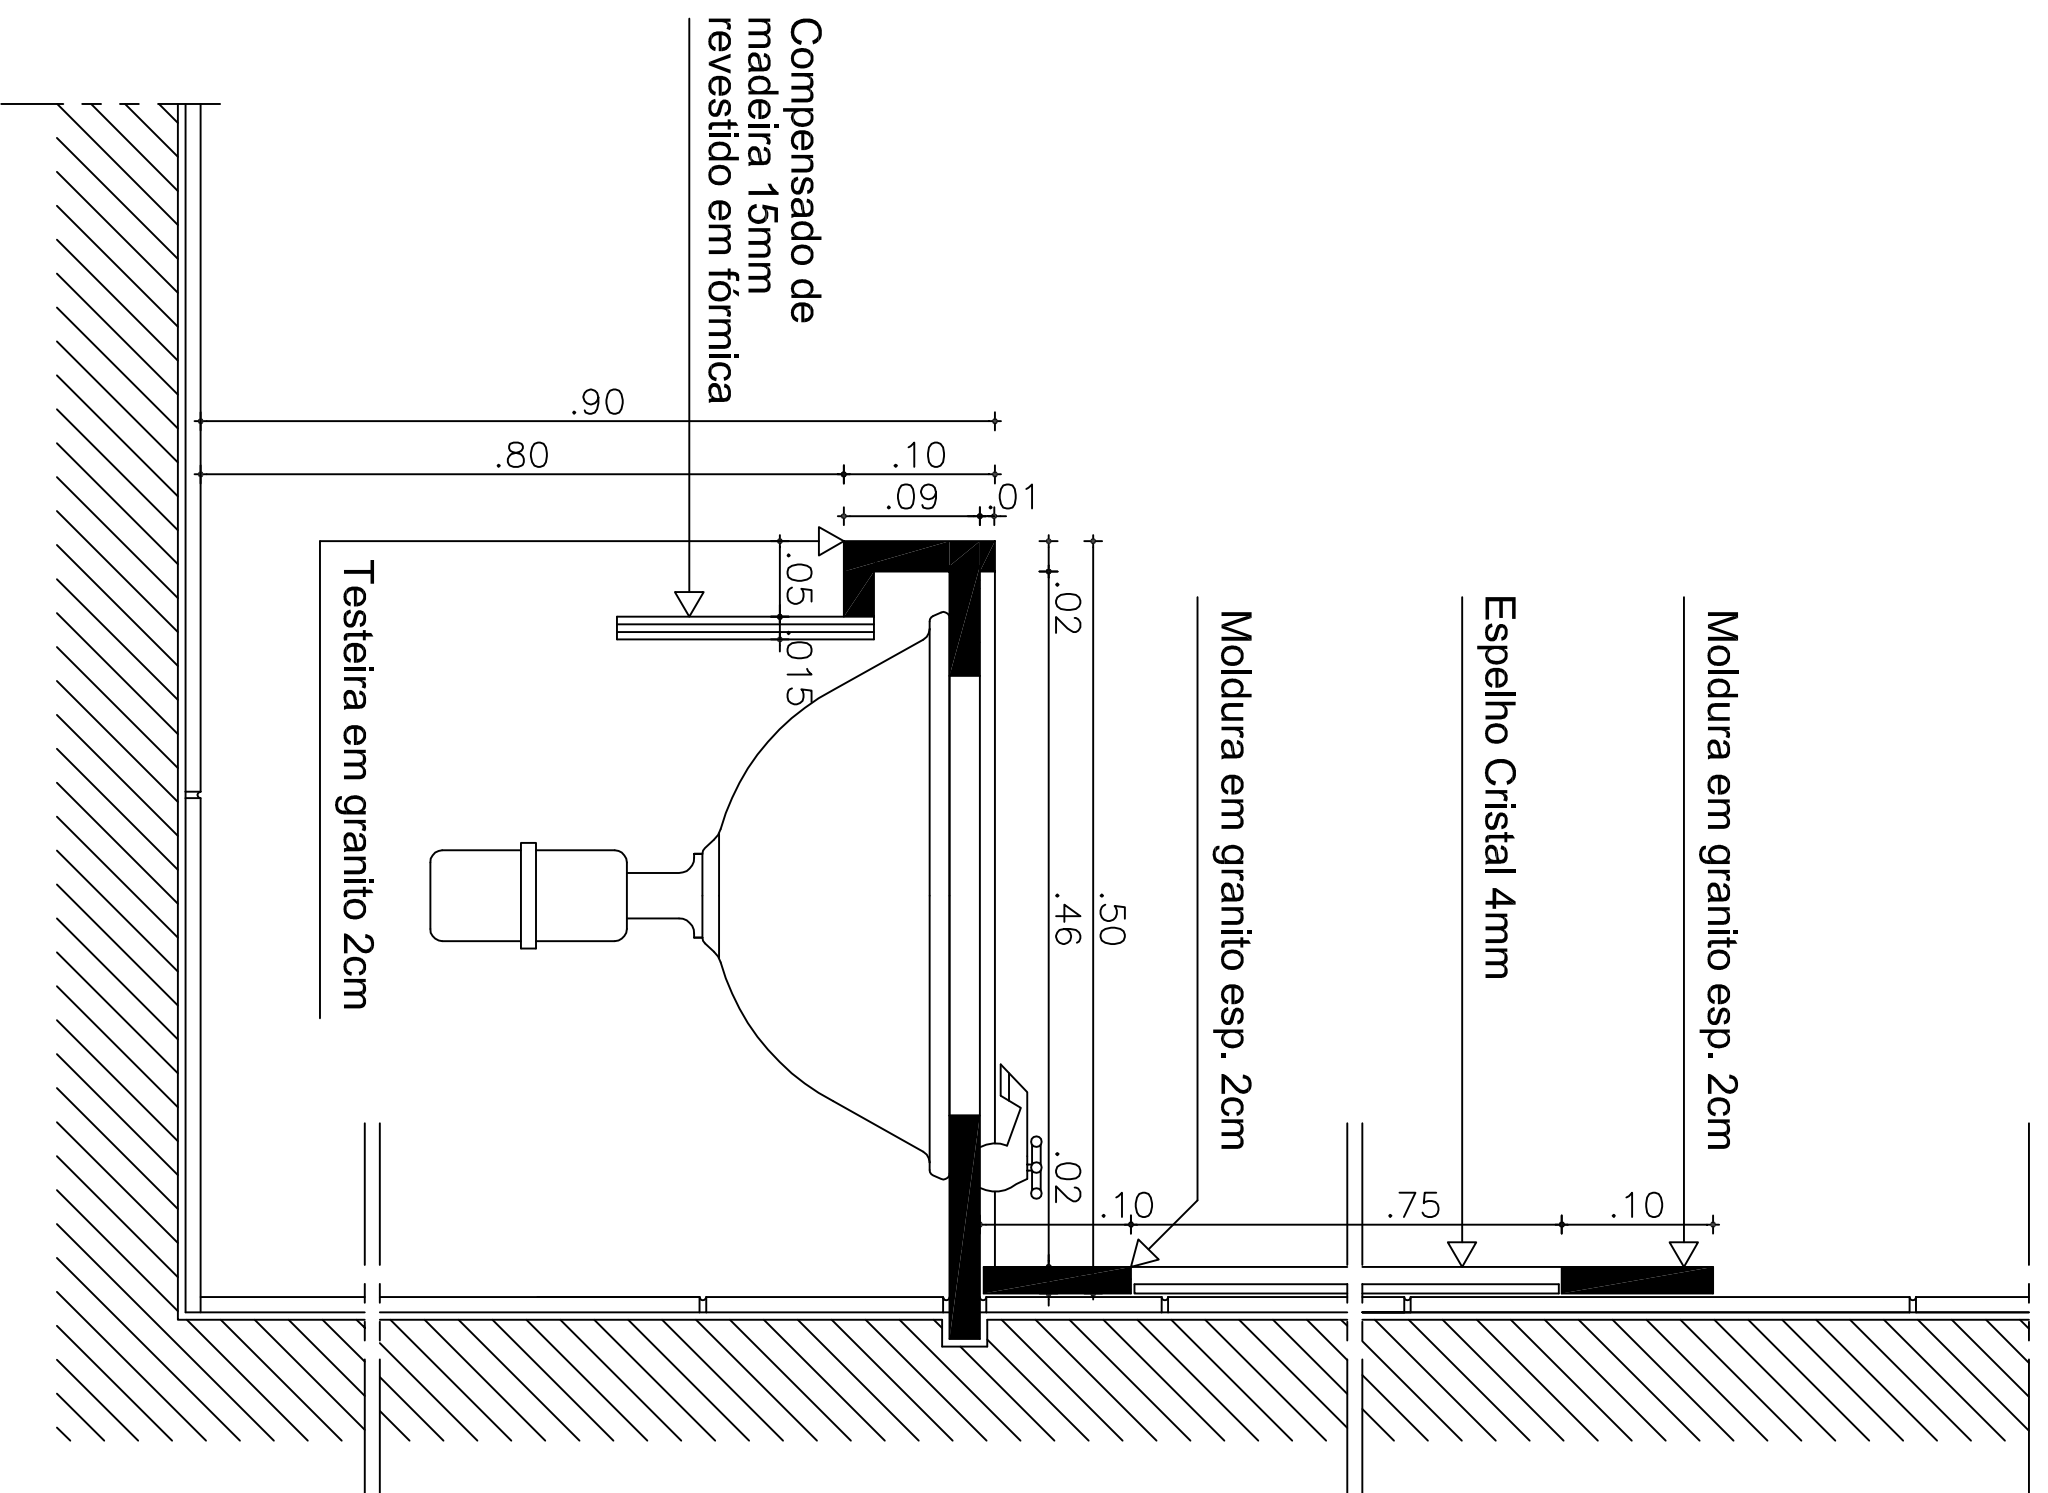 Moldura em granito esp. 2cm
Espelho Cristal 4mm
Moldura em granito esp. 2cm
Compensado de
madeira 15mm
revestido em fórmica
Testeira em granito 2cm
.90
.80
.10
.09
.01
.05
.015
.02
.46
.02
.50
.10
.75
.10